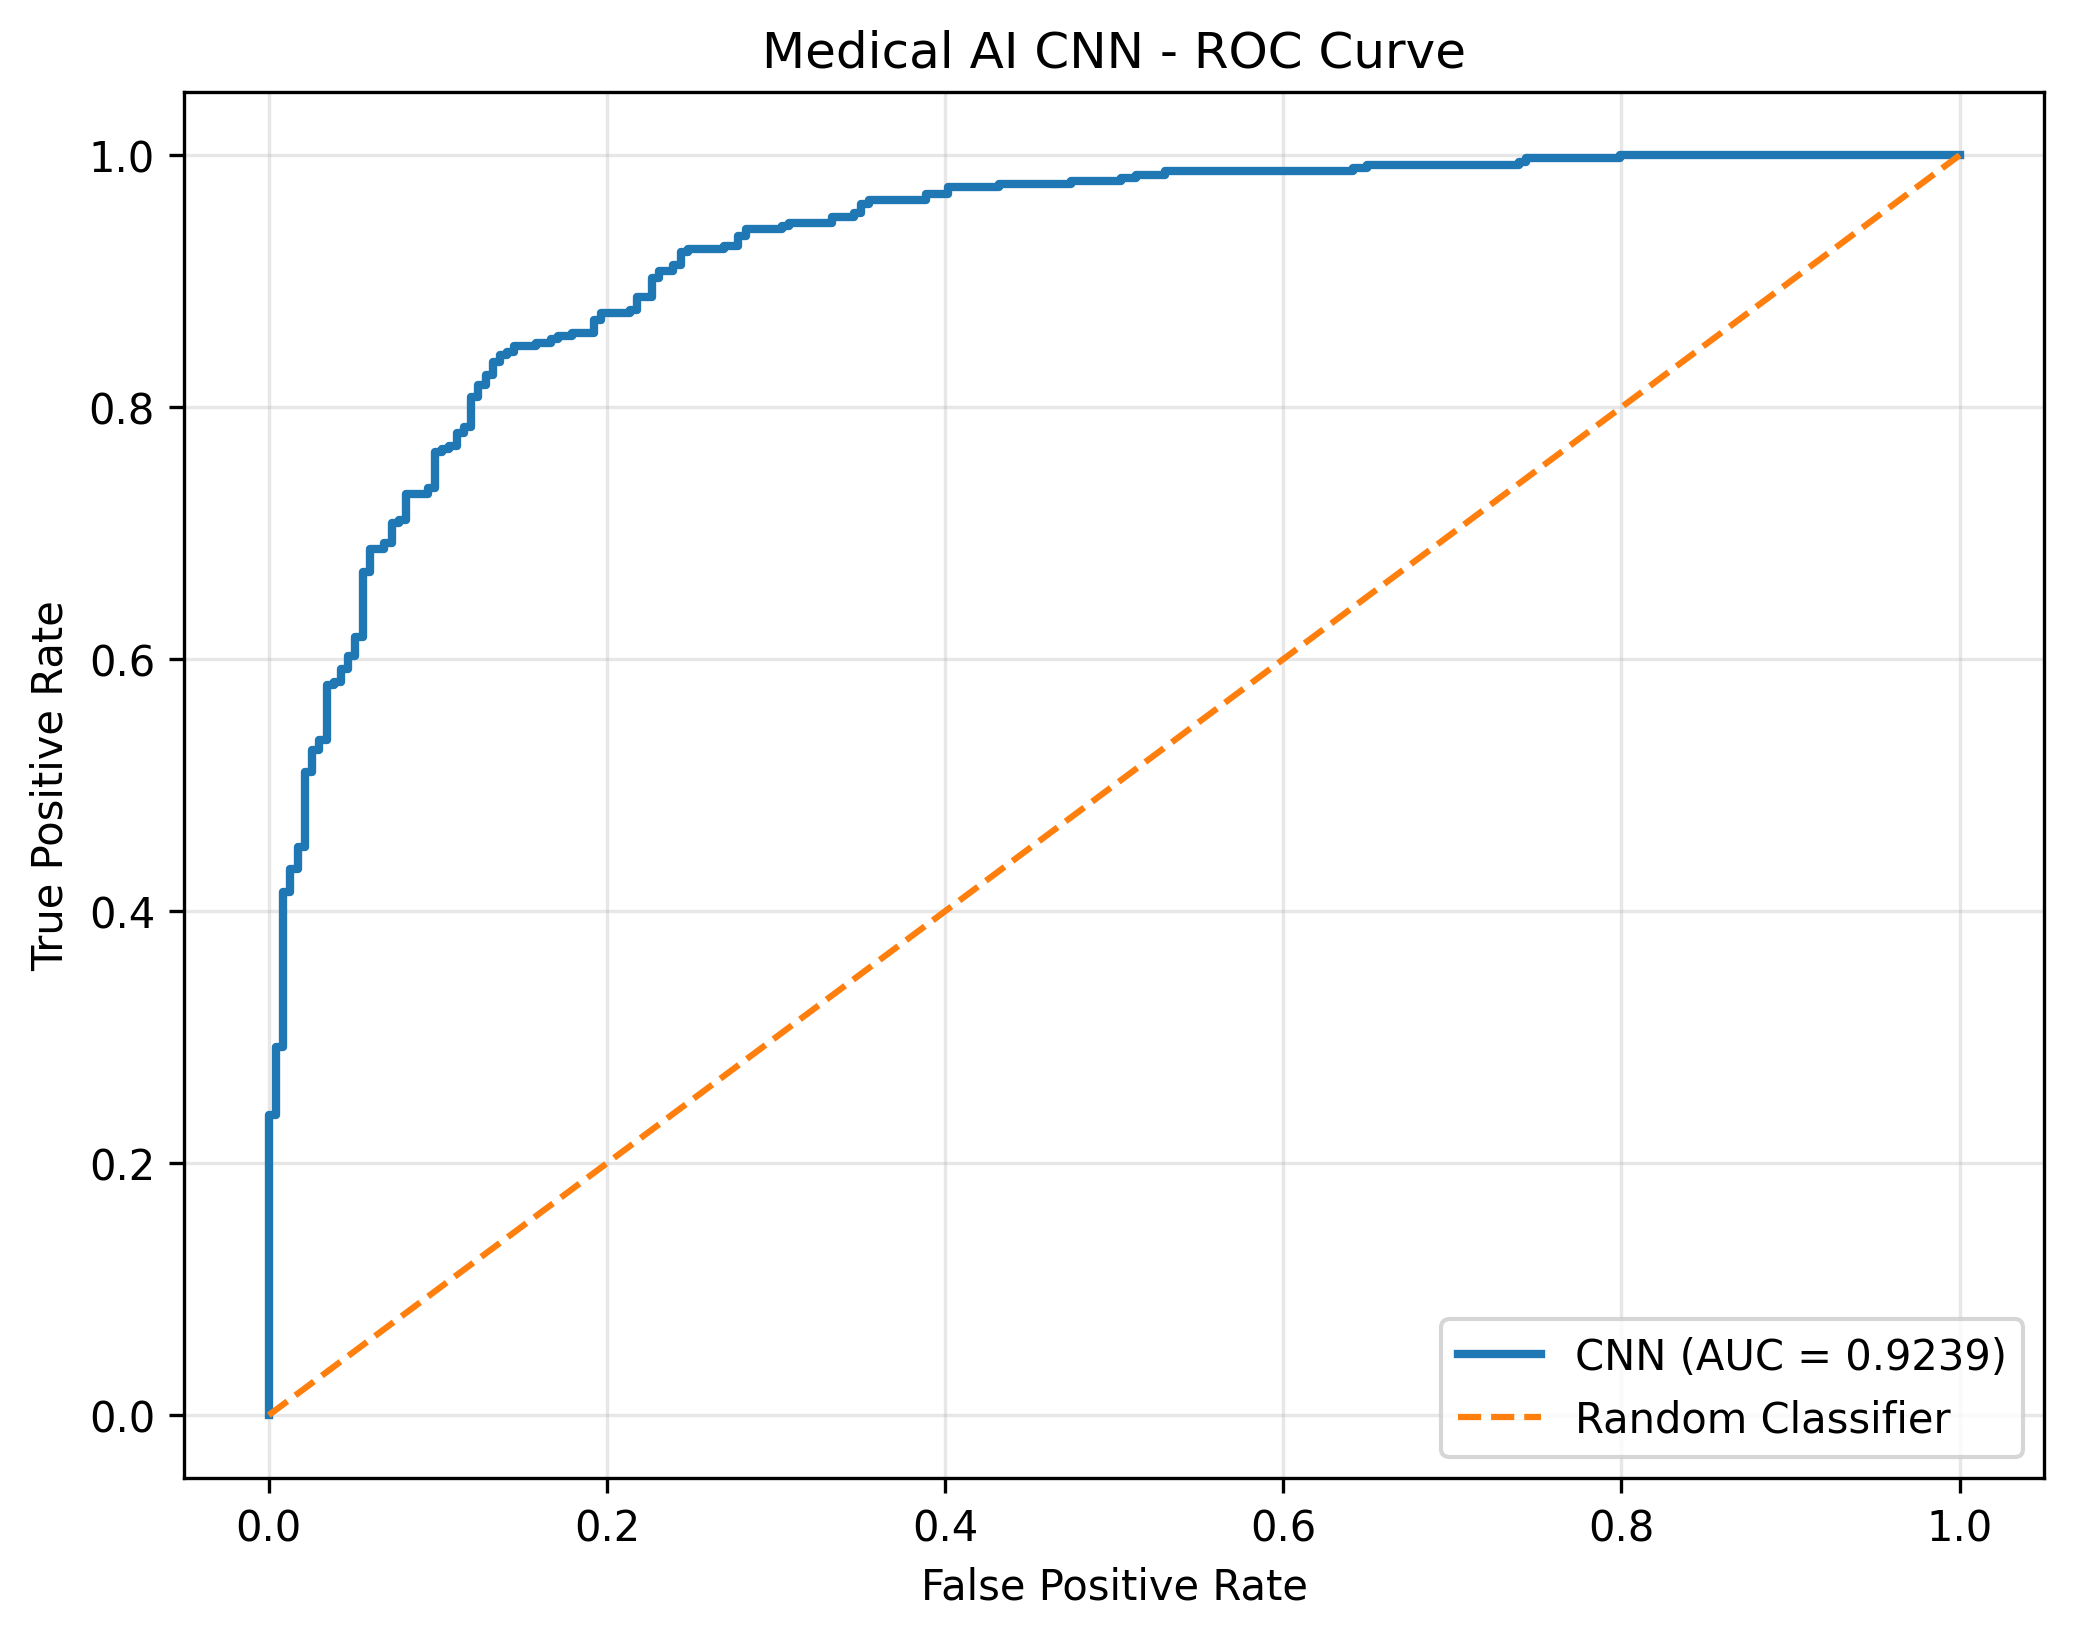 Medical AI CNN - ROC Curve
True Positive Rate
1.0
0.8
0.6
0.4
0.2
0.0
0.0 0.2 0.4 0.6 0.8 1.0
False Positive Rate
CNN (AUC = 0.9239)
Random Classifier